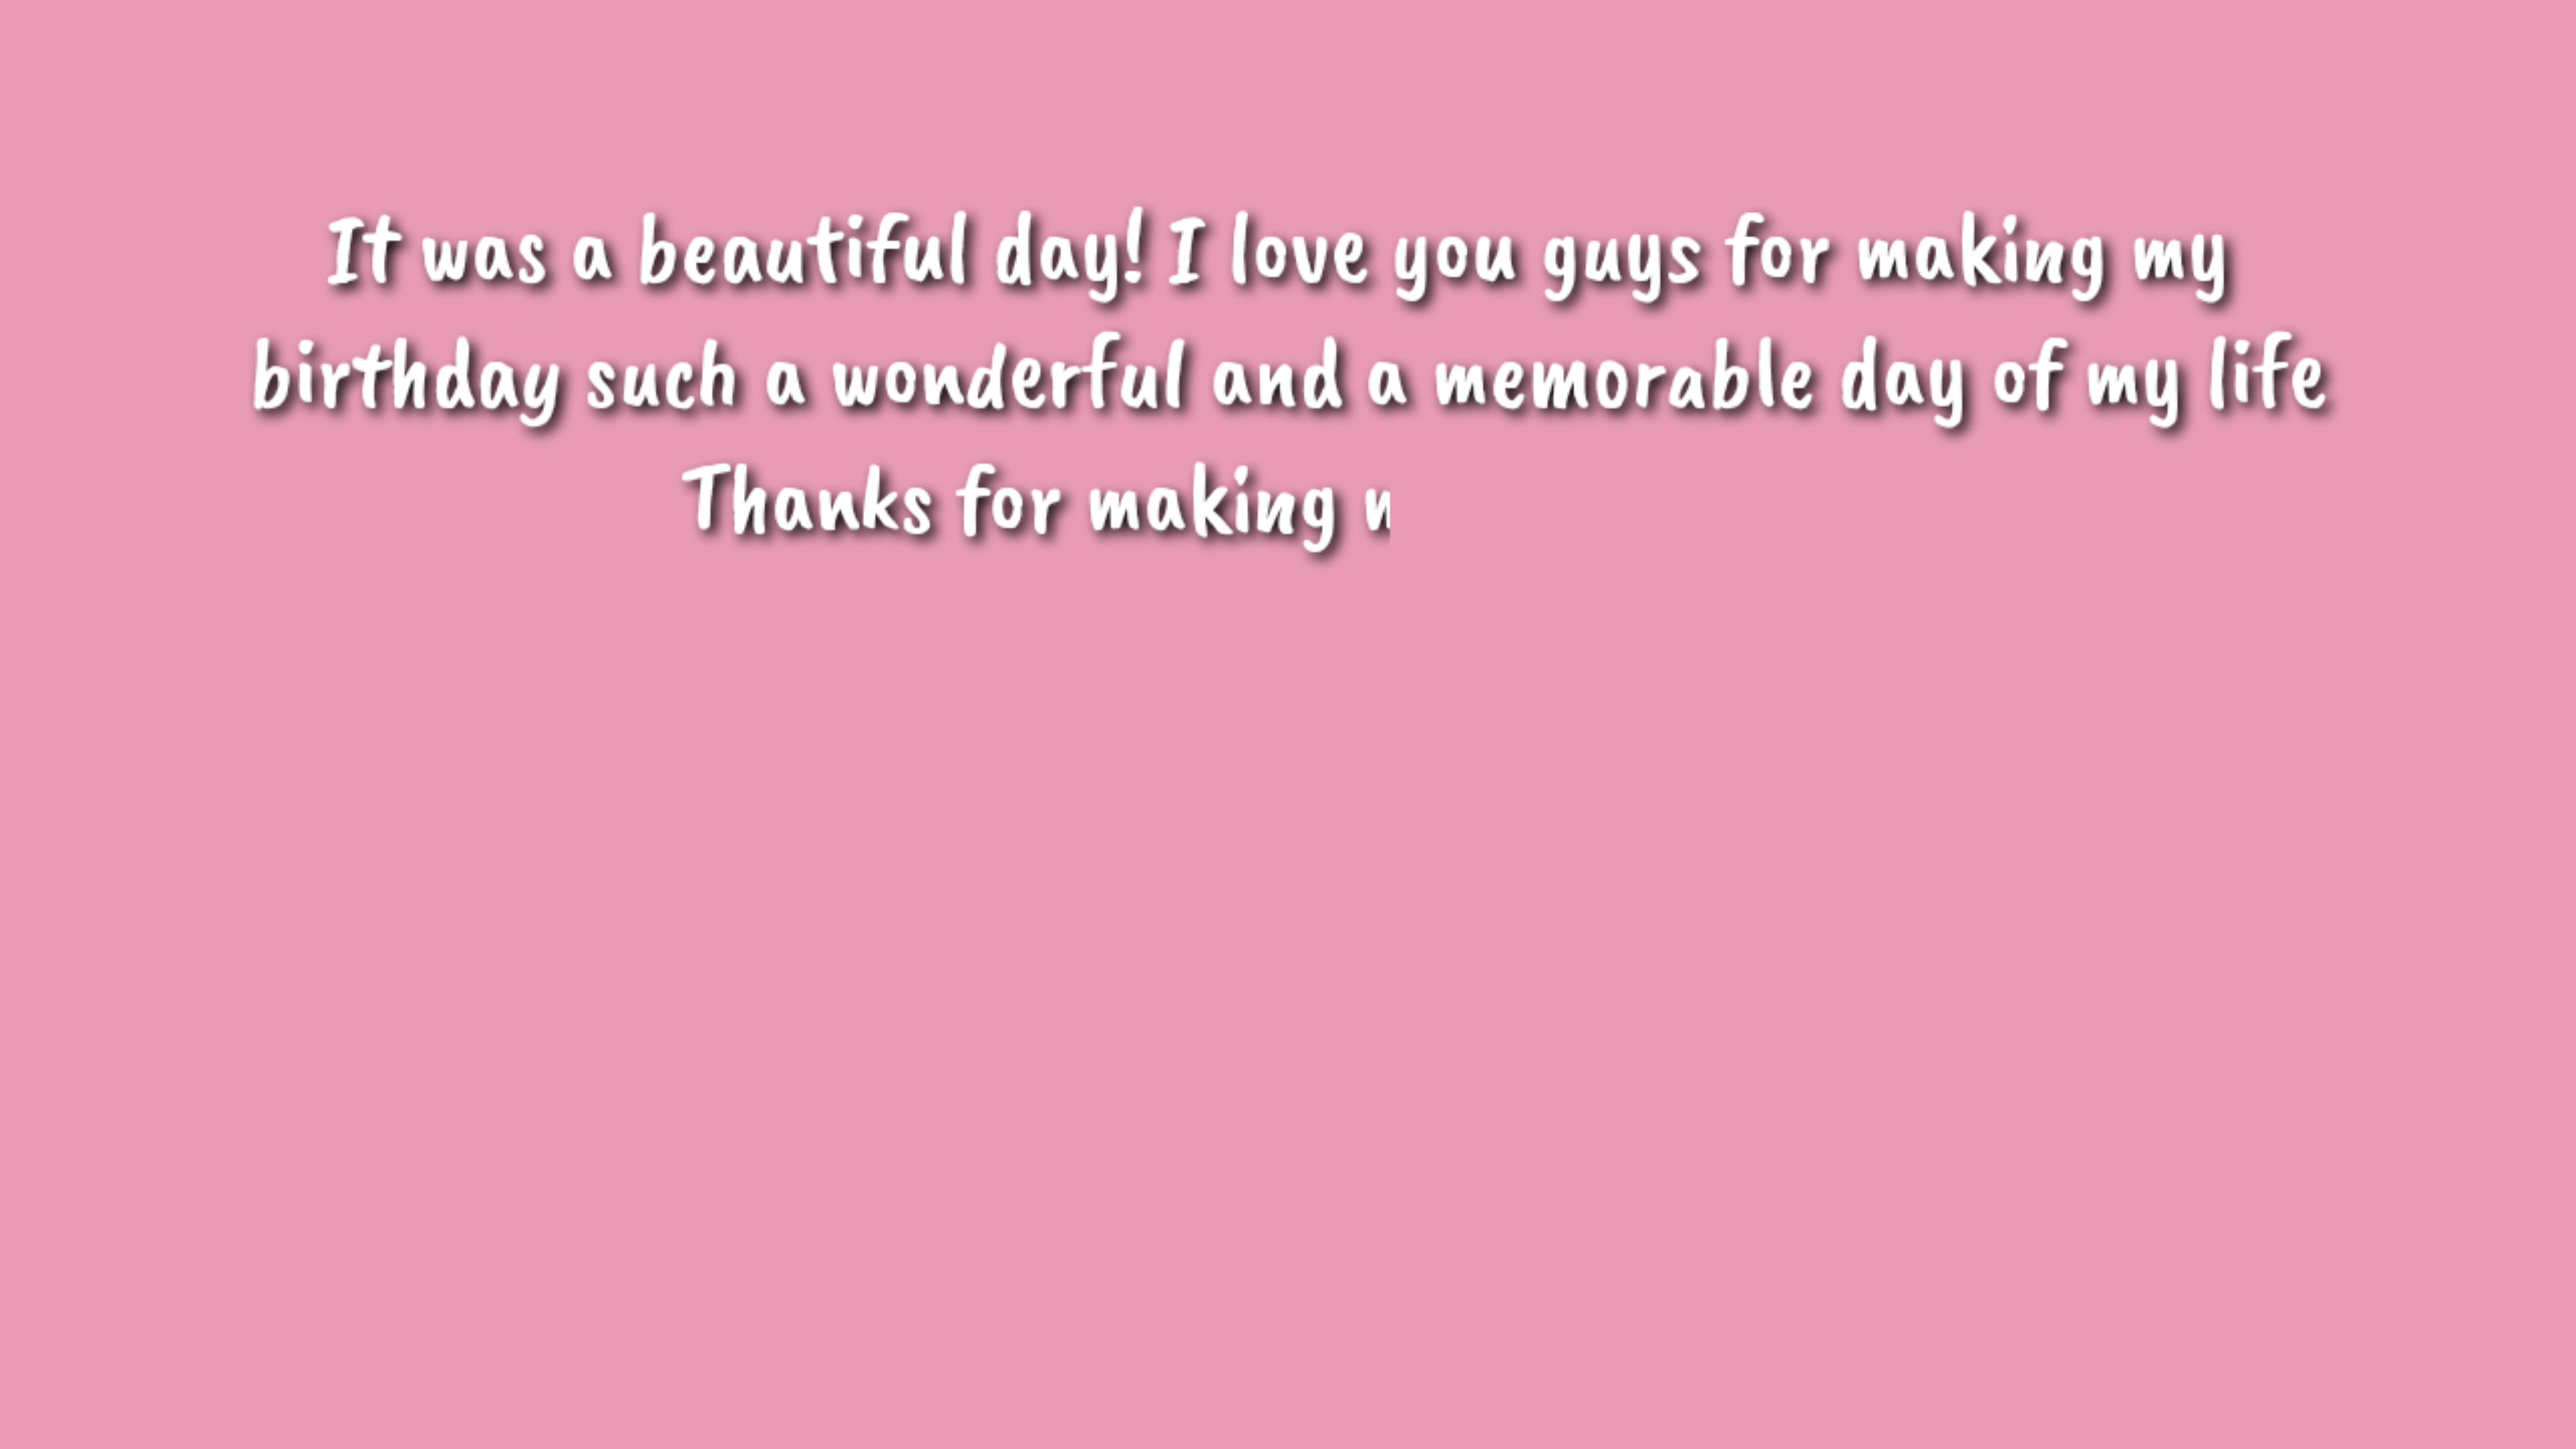 It was a beautiful day! I love you guys for making my
birthday such a wonderful and a memorable day of my life
Thanks for making